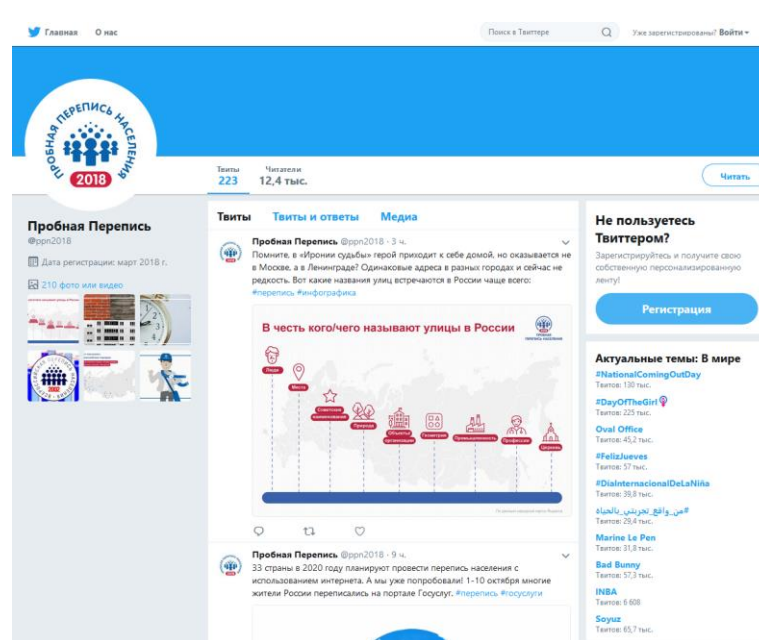 Главная О нас
Поиск в Твиттере
Уже зарегистрированы? Войти
ПРОБНАЯ ПЕРЕПИСЬ НАСЕЛЕНИЯ
2018
Твиты
223
Читатели
12,4 тыс.
Читать
Пробная Перепись
@ppn2018
Дата регистрации: март 2018 г.
210 фото или видео
Твиты Твиты и ответы Медиа
Пробная Перепись @ppn2018 · 3 ч.
Помните, в «Иронии судьбы» герой приходит к себе домой, но оказывается не
в Москве, а в Ленинграде? Одинаковые адреса в разных городах и сейчас не
редкость. Вот какие названия улиц встречаются в России чаще всего:
#перепись #инфографика
В честь кого/чего называют улицы в России
ПРОБНАЯ
ПЕРЕПИСЬ НАСЕЛЕНИЯ
Люди
Места
Советские
наименования
Природа
Объекты
организации
Геометрия
Промышленность
Профессии
Церковь
Пробная Перепись @ppn2018 · 9 ч.
33 страны в 2020 году планируют провести перепись населения с
использованием интернета. А мы уже попробовали! 1-10 октября многие
жители России переписались на портале Госуслуг. #перепись #госуслуги
Не пользуетесь
Твиттером?
Зарегистрируйтесь и получите свою
собственную персонализированную
ленту!
Регистрация
Актуальные темы: В мире
#NationalComingOutDay
Твитов: 130 тыс.
#DayOfTheGirl
Твитов: 225 тыс.
Oval Office
Твитов: 45,2 тыс.
#FelizJueves
Твитов: 57 тыс.
#DiaInternacionalDeLaNiña
Твитов: 39,8 тыс.
#من_واقع_تجربتي_بالحياة
Твитов: 29,4 тыс.
Marine Le Pen
Твитов: 31,8 тыс.
Bad Bunny
Твитов: 57,3 тыс.
INBA
Твитов: 6 608
Soyuz
Твитов: 65,7 тыс.